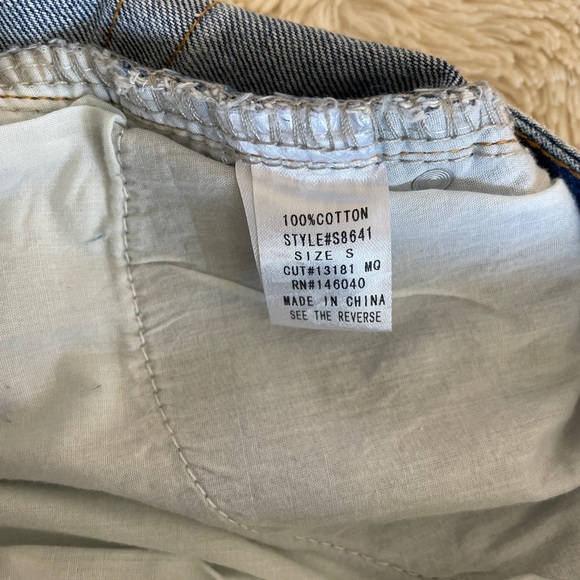 100%COTTON
STYLE#S8641
SIZE S
CUT#13181 MQ
RN#146040
MADE IN CHINA
SEE THE REVERSE